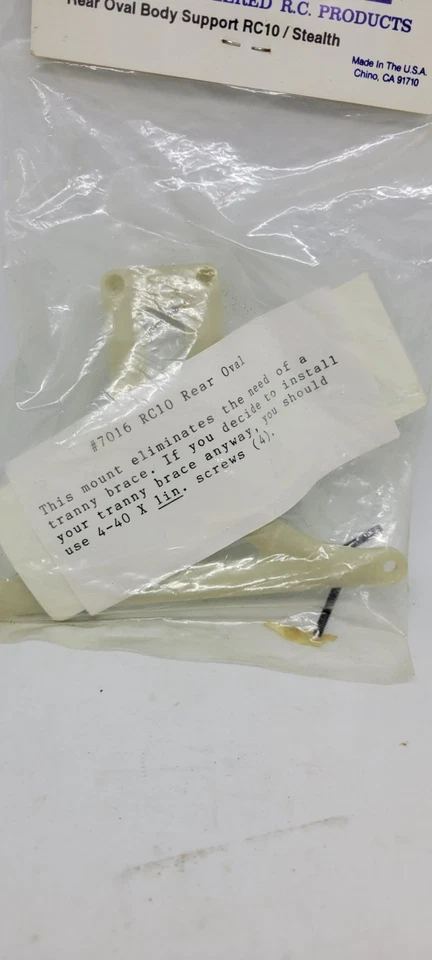 R.C. PRODUCTS
Rear Oval Body Support RC10 / Stealth
Made In The U.S.A.
Chino, CA 91710
#7016 RC10 Rear Oval
This mount eliminates the need of a
tranny brace. If you decide to install
your tranny brace anyway, you should
use 4-40 X 1in. screws (4).